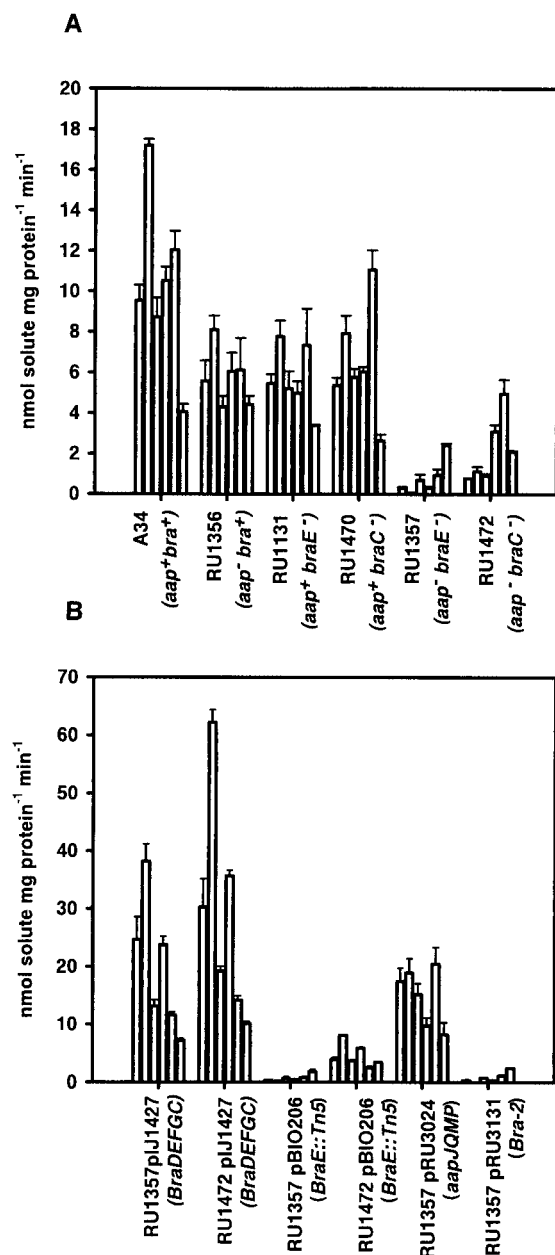 A
nmol solute mg protein⁻¹ min⁻¹
20
18
16
14
12
10
8
6
4
2
0
A34
(aap⁺bra⁺)
RU1356
(aap⁻ bra⁺)
RU1131
(aap⁺ braE⁻)
RU1470
(aap⁺ braC⁻)
RU1357
(aap⁻ braE⁻)
RU1472
(aap⁻ braC⁻)
B
nmol solute mg protein⁻¹ min⁻¹
70
60
50
40
30
20
10
0
RU1357pIJ1427
(BraDEFGC)
RU1472 pIJ1427
(BraDEFGC)
RU1357 pBIO206
(BraE::Tn5)
RU1472 pBIO206
(BraE::Tn5)
RU1357 pRU3024
(aapJQMP)
RU1357 pRU3131
(Bra-2)